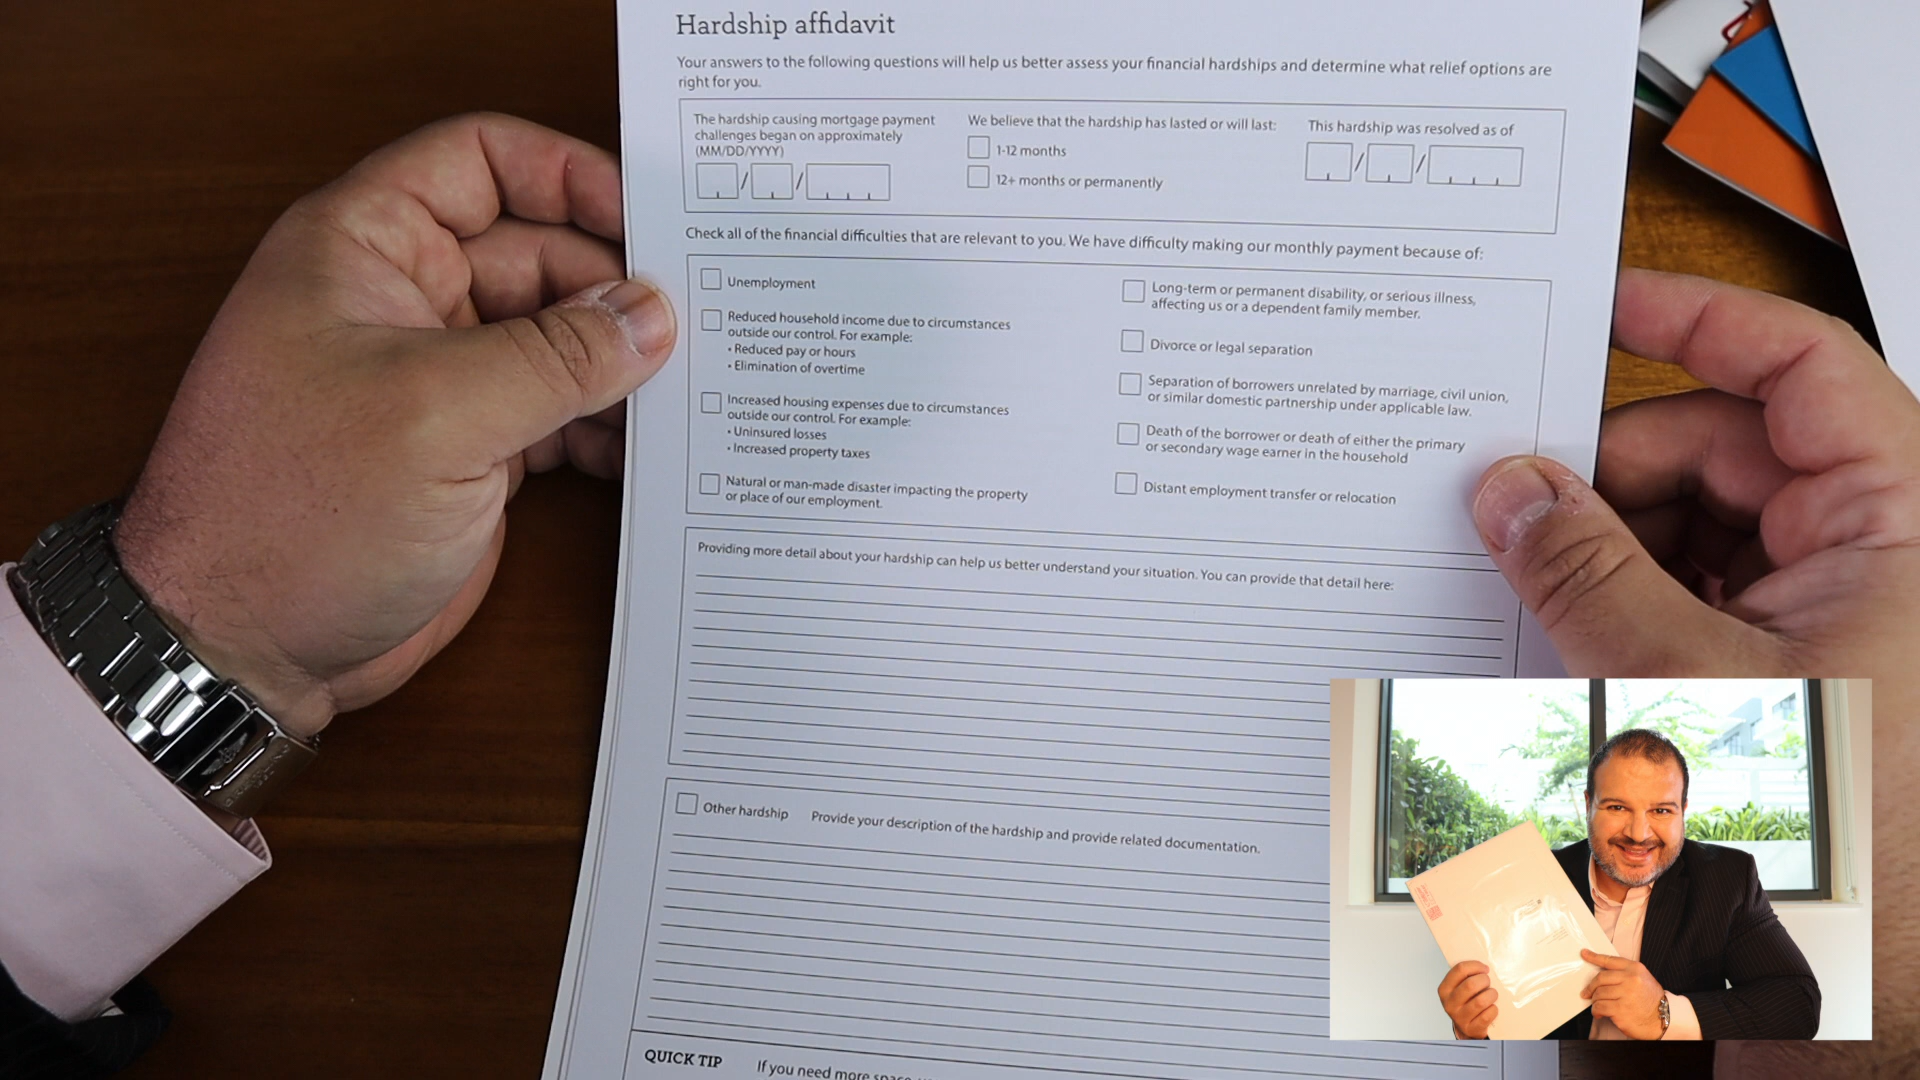 Hardship affidavit
Your answers to the following questions will help us better assess your financial hardships and determine what relief options are
right for you.
The hardship causing mortgage payment
challenges began on approximately
(MM/DD/YYYY)
/ /
We believe that the hardship has lasted or will last:
1-12 months
12+ months or permanently
This hardship was resolved as of
/ /
Check all of the financial difficulties that are relevant to you. We have difficulty making our monthly payment because of:
Unemployment
Reduced household income due to circumstances
outside our control. For example:
• Reduced pay or hours
• Elimination of overtime
Increased housing expenses due to circumstances
outside our control. For example:
• Uninsured losses
• Increased property taxes
Natural or man-made disaster impacting the property
or place of our employment.
Long-term or permanent disability, or serious illness,
affecting us or a dependent family member.
Divorce or legal separation
Separation of borrowers unrelated by marriage, civil union,
or similar domestic partnership under applicable law.
Death of the borrower or death of either the primary
or secondary wage earner in the household
Distant employment transfer or relocation
Providing more detail about your hardship can help us better understand your situation. You can provide that detail here:
Other hardship Provide your description of the hardship and provide related documentation.
QUICK TIP If you need more space